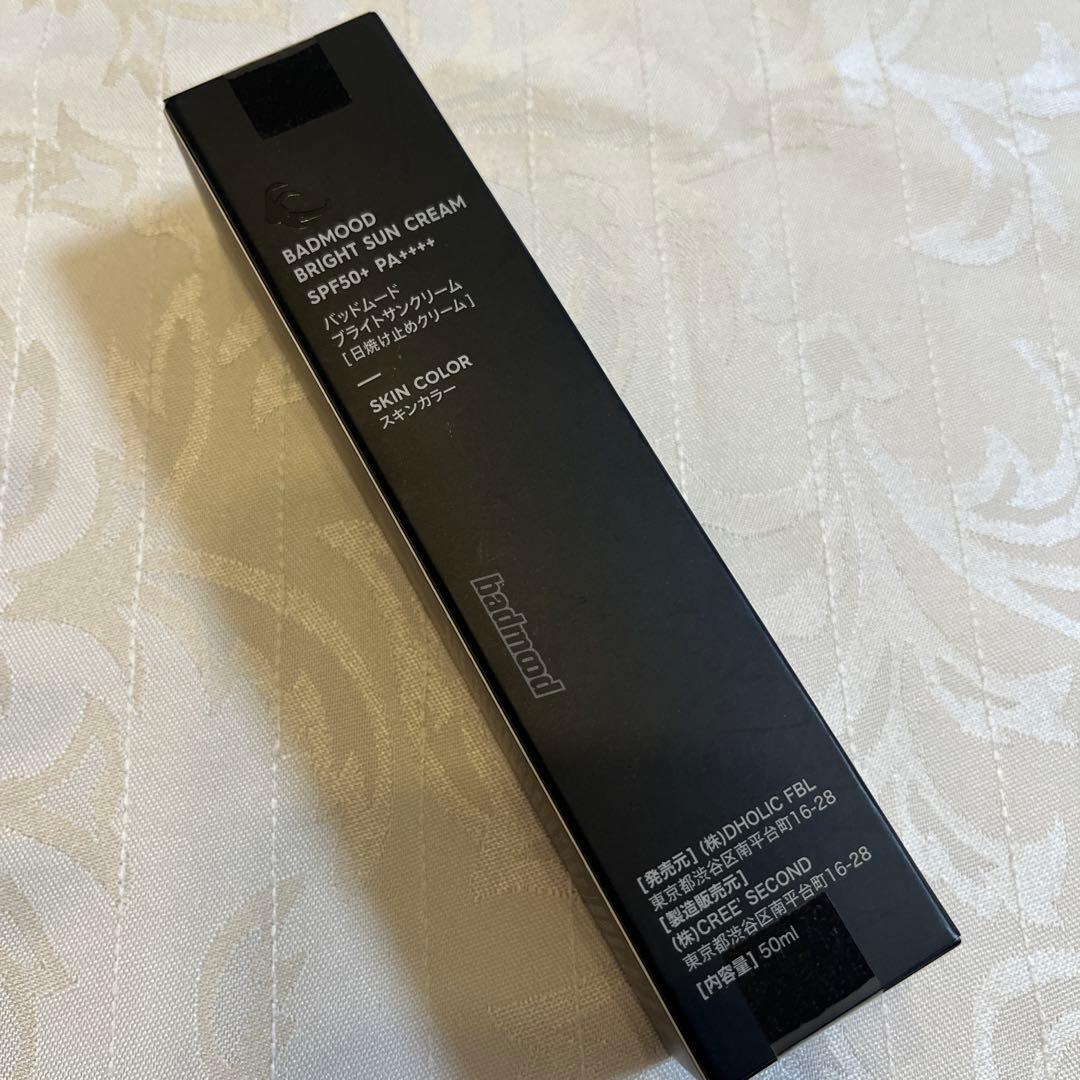 BADMOOD
BRIGHT SUN CREAM
SPF50+ PA++++
バッドムード
ブライトサンクリーム
[日焼け止めクリーム]
SKIN COLOR
スキンカラー
badmood
[発売元] (株)DHOLIC FBL
東京都渋谷区南平台町16-28
[製造販売元]
(株)CREE' SECOND
東京都渋谷区南平台町16-28
[内容量] 50ml